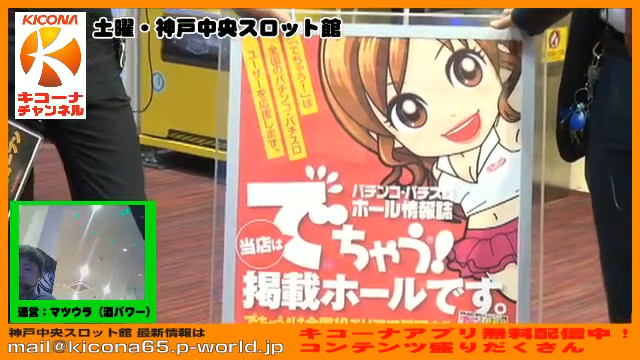 KICONA
キコーナ
チャンネル
土曜・神戸中央スロット館
「でちゃう！」は
全国のパチンコ・パチスロ
ユーザーを応援します。
パチンコ・パチスロ
ホール情報誌
当店は
でちゃう!
掲載ホールです。
運営：マツウラ（酒パワー）
神戸中央スロット館 最新情報は
mail@kicona65.p-world.jp
キコーナアプリ無料配信中！
コンテンツ盛りだくさん